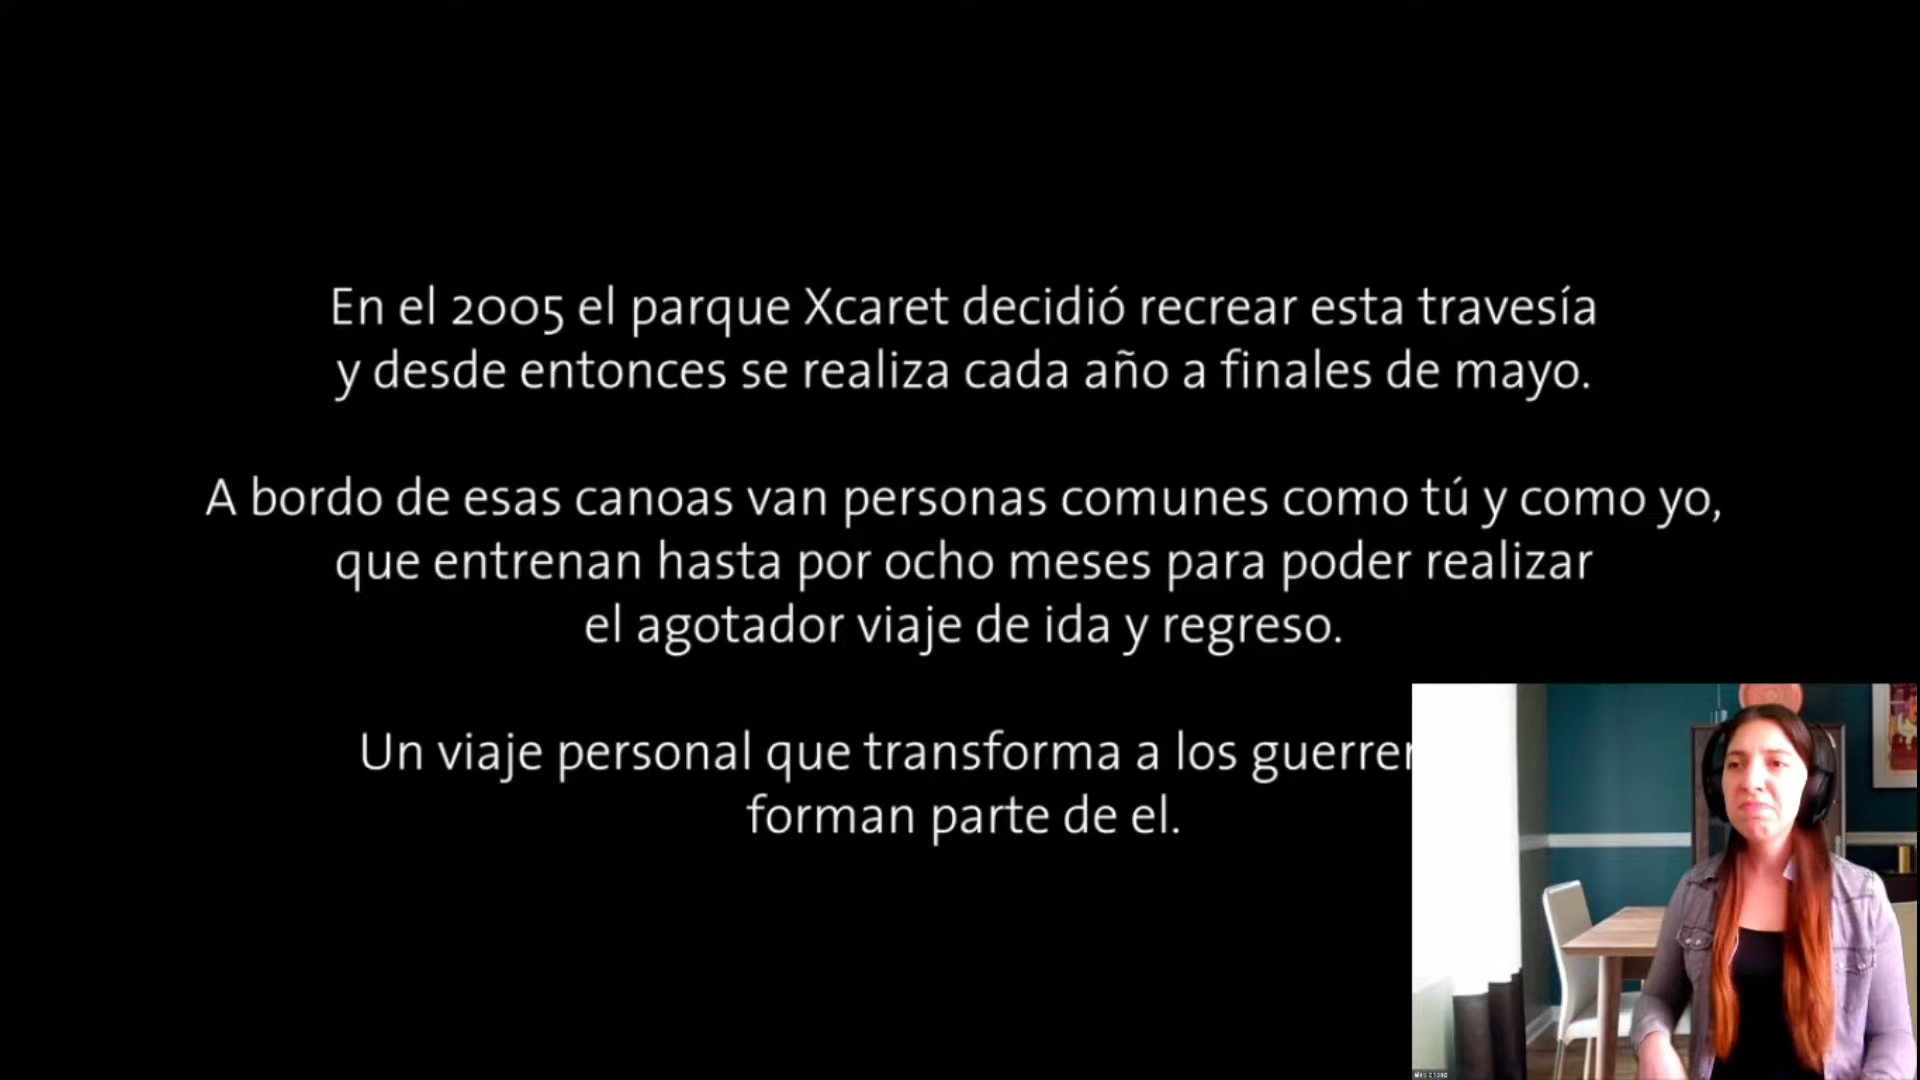 En el 2005 el parque Xcaret decidió recrear esta travesía
y desde entonces se realiza cada año a finales de mayo.
A bordo de esas canoas van personas comunes como tú y como yo,
que entrenan hasta por ocho meses para poder realizar
el agotador viaje de ida y regreso.
Un viaje personal que transforma a los
forman parte de el.